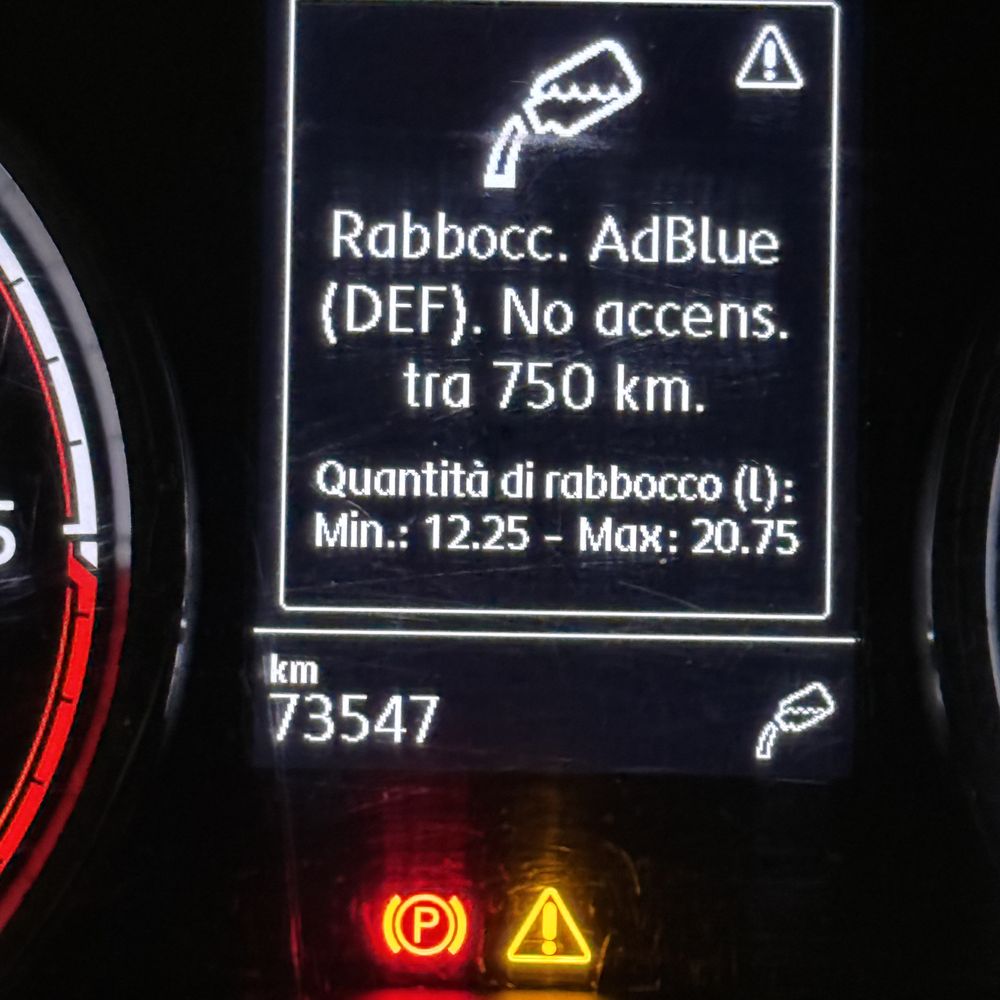 Rabbocc. AdBlue
(DEF). No accens.
tra 750 km.
Quantità di rabbocco (l):
Min.: 12.25 - Max: 20.75
5
km
73547
P